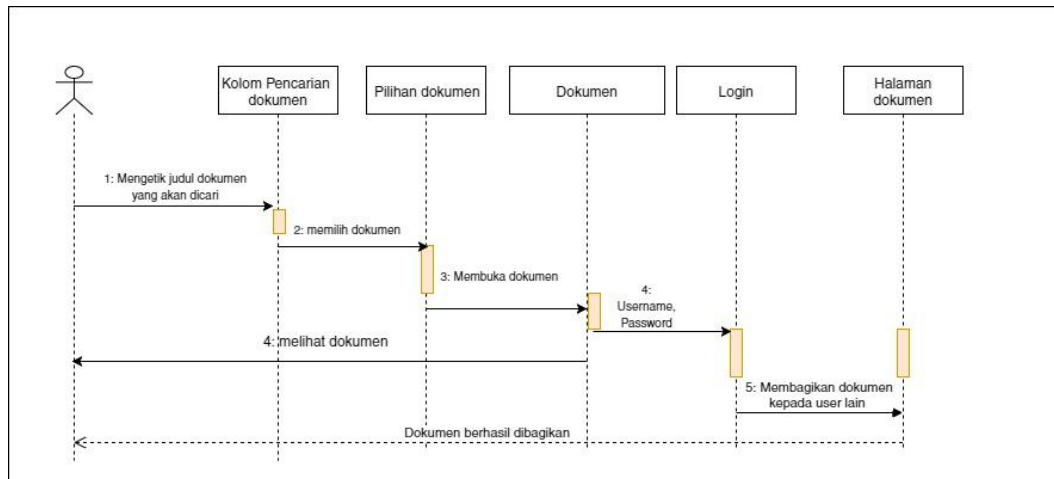 Kolom Pencarian
dokumen
Pilihan dokumen
Dokumen
Login
Halaman
dokumen
1: Mengetik judul dokumen
yang akan dicari
2: memilih dokumen
3: Membuka dokumen
4:
Username,
Password
4: melihat dokumen
5: Membagikan dokumen
kepada user lain
Dokumen berhasil dibagikan